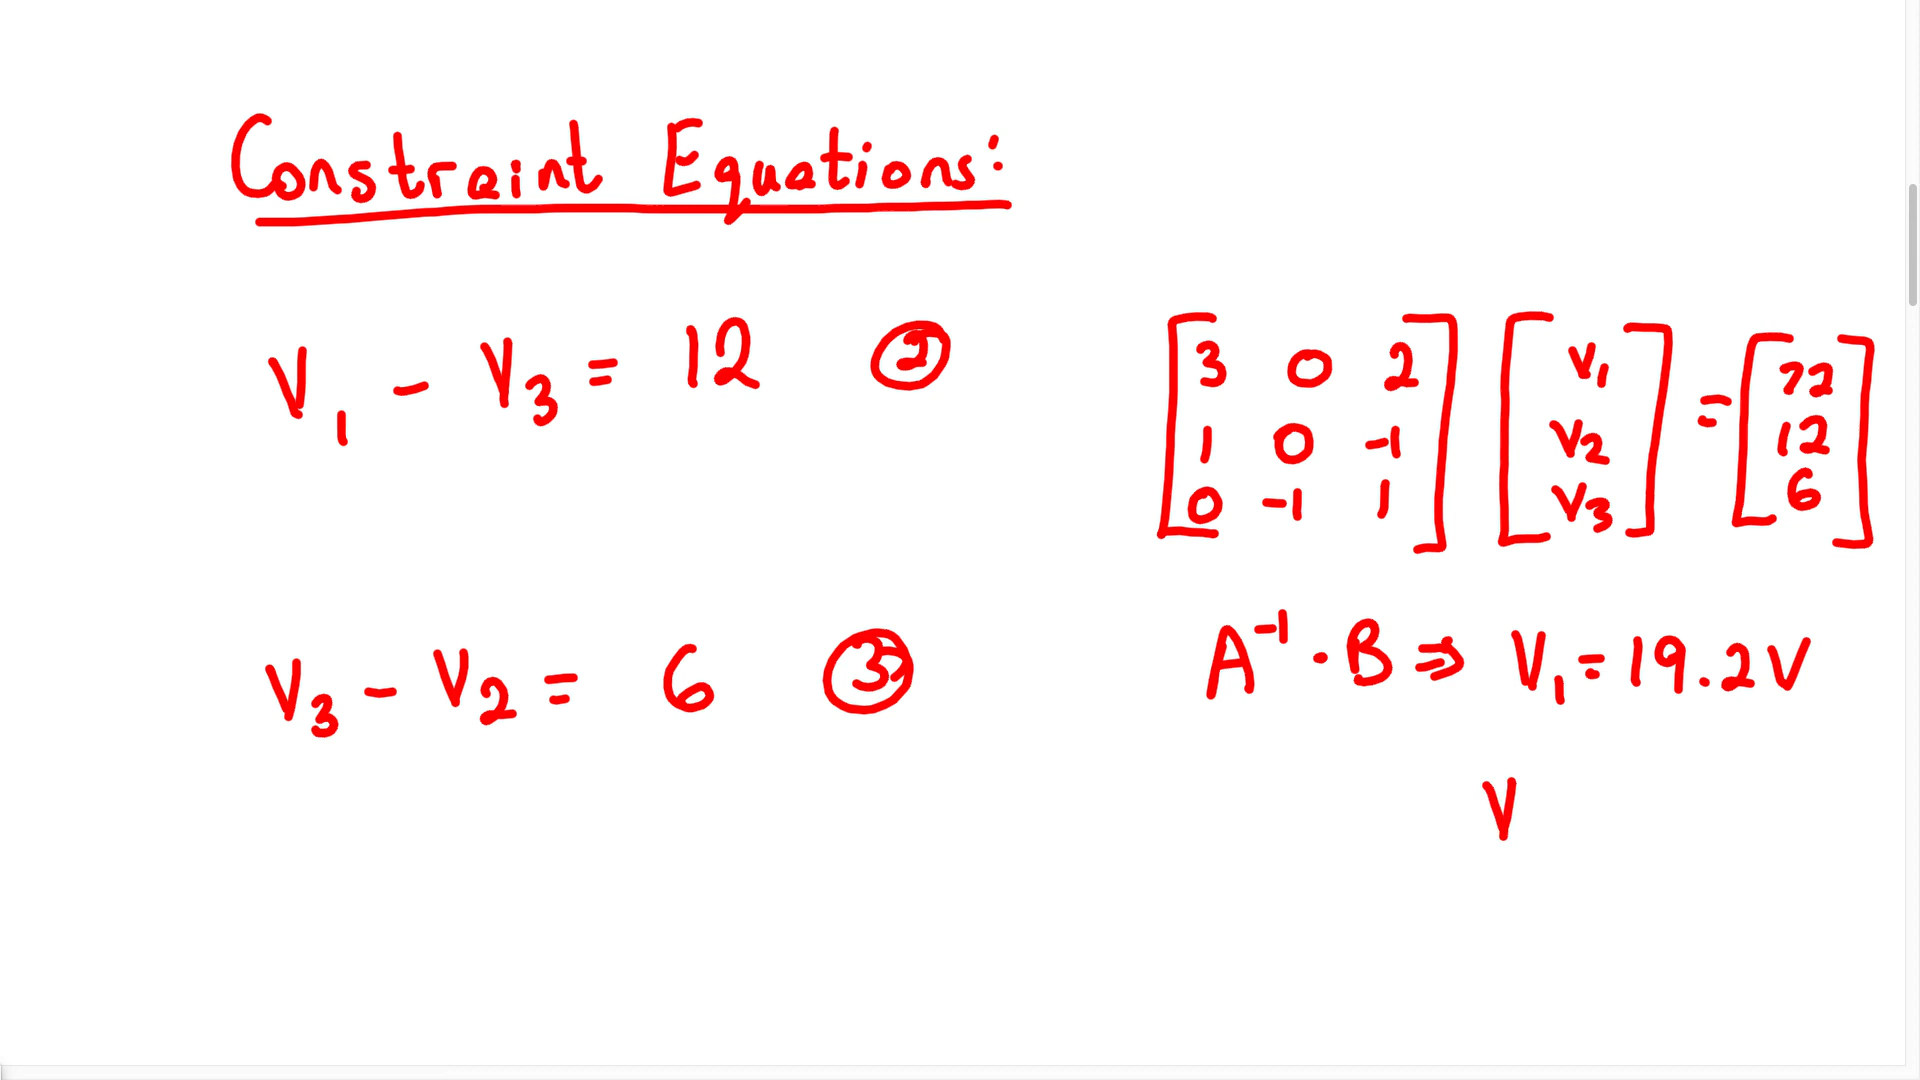 Constraint Equations:
V1 - V3 = 12 ②
V3 - V2 = 6 ③
[3 0 2] [V1] = [72]
[1 0 -1] [V2] [12]
[0 -1 1] [V3] [6]
A⁻¹ · B ⇒ V1 = 19.2V
V